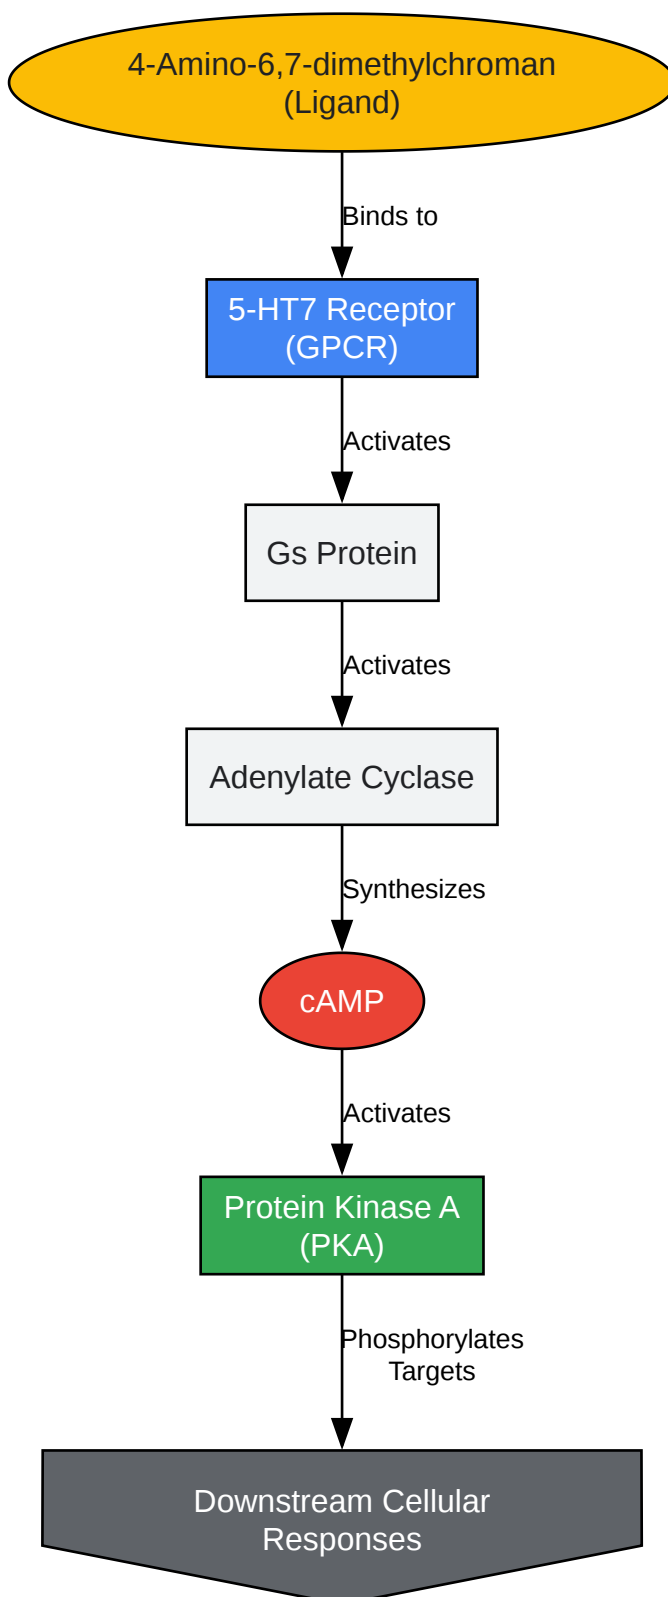 4-Amino-6,7-dimethylchroman
(Ligand)
Binds to
5-HT7 Receptor
(GPCR)
Activates
Gs Protein
Activates
Adenylate Cyclase
Synthesizes
cAMP
Activates
Protein Kinase A
(PKA)
Phosphorylates
Targets
Downstream Cellular
Responses